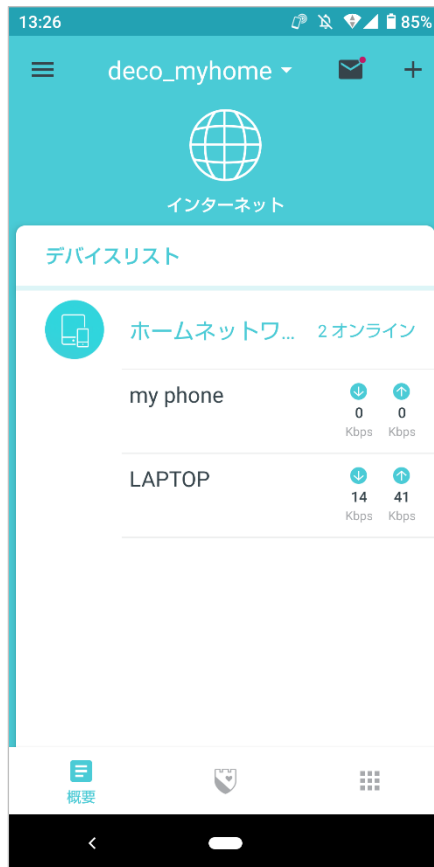 13:26
85%
deco_myhome
インターネット
デバイスリスト
ホームネットワ... 2 オンライン
my phone
0 0
Kbps Kbps
LAPTOP
14 41
Kbps Kbps
概要